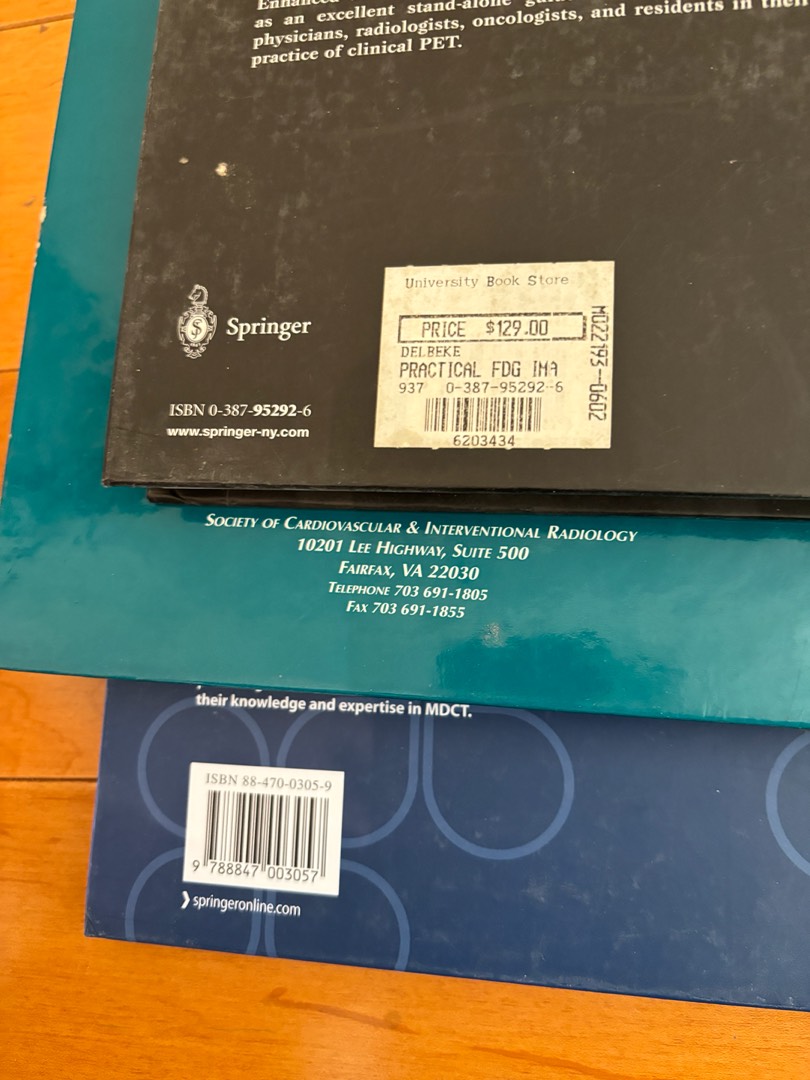 Enhanced
as an excellent stand-alone
physicians, radiologists, oncologists, and residents in their
practice of clinical PET.
University Book Store
PRICE $129.00
DELBEKE
PRACTICAL FDG IMA
937 0-387-95292-6
6203434
M022193-0602
$
Springer
ISBN 0-387-95292-6
www.springer-ny.com
SOCIETY OF CARDIOVASCULAR & INTERVENTIONAL RADIOLOGY
10201 LEE HIGHWAY, SUITE 500
FAIRFAX, VA 22030
TELEPHONE 703 691-1805
FAX 703 691-1855
their knowledge and expertise in MDCT.
ISBN 88-470-0305-9
9 788847 003057
springeronline.com